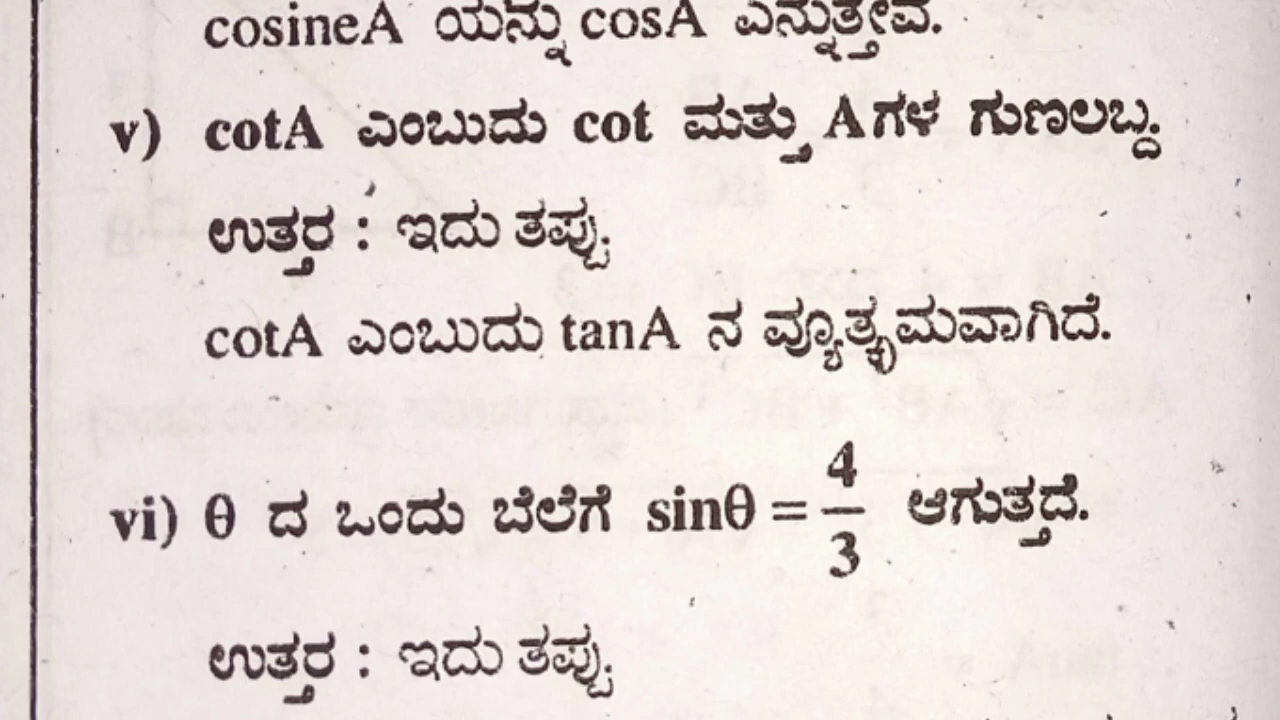 cosineA ಯನ್ನು cosA ಎನ್ನುತ್ತೇವೆ.
v) cotA ಎಂಬುದು cot ಮತ್ತು Aಗಳ ಗುಣಲಬ್ಧ.
ಉತ್ತರ : ಇದು ತಪ್ಪು.
cotA ಎಂಬುದು tanA ನ ವ್ಯೂತ್ಕ್ರಮವಾಗಿದೆ.
vi) θ ದ ಒಂದು ಬೆಲೆಗೆ sinθ = 4/3 ಆಗುತ್ತದೆ.
ಉತ್ತರ : ಇದು ತಪ್ಪು.